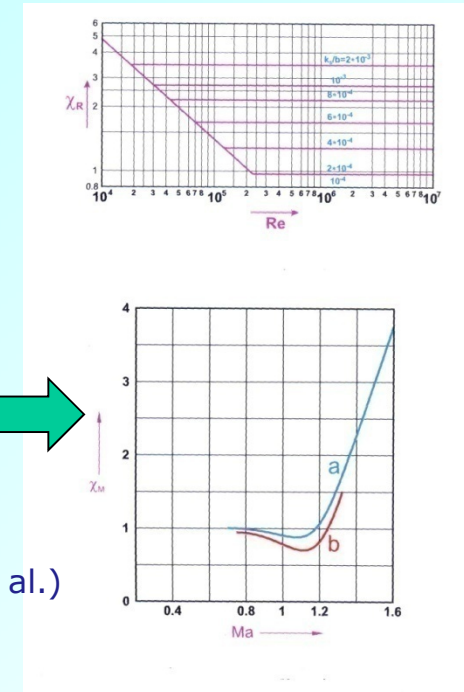 6
5
4
3
2
1
0.8
χR
ks/b=2*10⁻³
10⁻³
8*10⁻⁴
6*10⁻⁴
4*10⁻⁴
2*10⁻⁴
10⁻⁴
10⁴ 2 3 4 5 6 7 8 10⁵ 2 3 4 5 6 7 8 10⁶ 2 3 4 5 6 7 8 10⁷
Re
4
3
2
1
0
χM
a
b
al.)
0.4 0.8 1 1.2 1.6
Ma